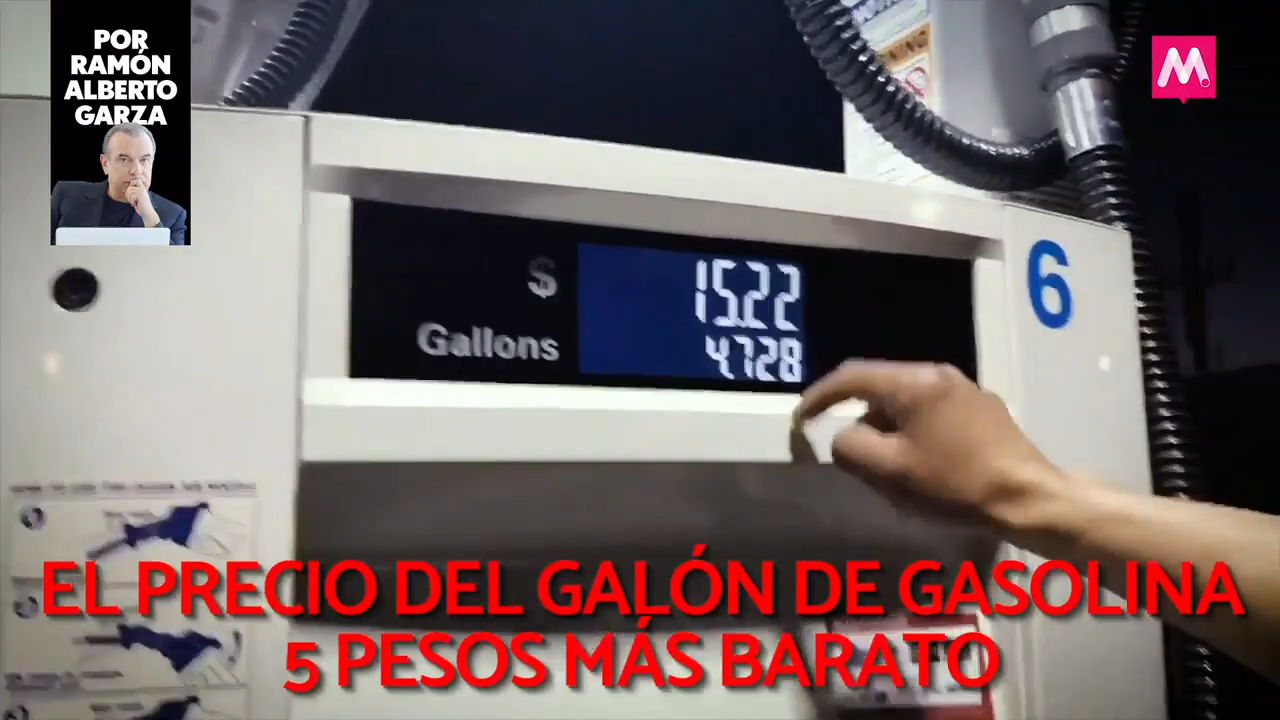 POR
RAMÓN
ALBERTO
GARZA
M
6
$ 15.22
Gallons 4.728
EL PRECIO DEL GALÓN DE GASOLINA
5 PESOS MÁS BARATO